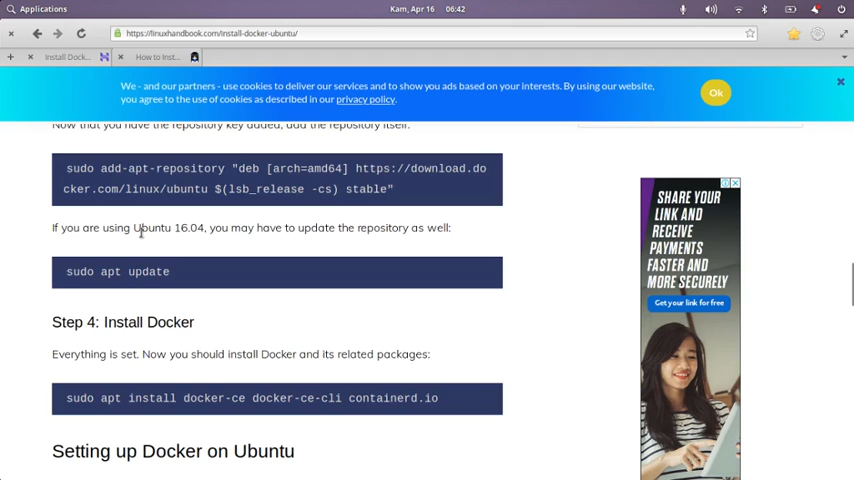 Applications
Kam, Apr 16 06:42
https://linuxhandbook.com/install-docker-ubuntu/
Install Dock...
How to Inst...
We - and our partners - use cookies to deliver our services and to show you ads based on your interests. By using our website,
you agree to the use of cookies as described in our privacy policy.
Ok
Now that you have the repository key added, add the repository itself:
sudo add-apt-repository "deb [arch=amd64] https://download.do
cker.com/linux/ubuntu $(lsb_release -cs) stable"
If you are using Ubuntu 16.04, you may have to update the repository as well:
sudo apt update
Step 4: Install Docker
Everything is set. Now you should install Docker and its related packages:
sudo apt install docker-ce docker-ce-cli containerd.io
Setting up Docker on Ubuntu
SHARE YOUR
LINK AND
RECEIVE
PAYMENTS
FASTER AND
MORE SECURELY
Get your link for free